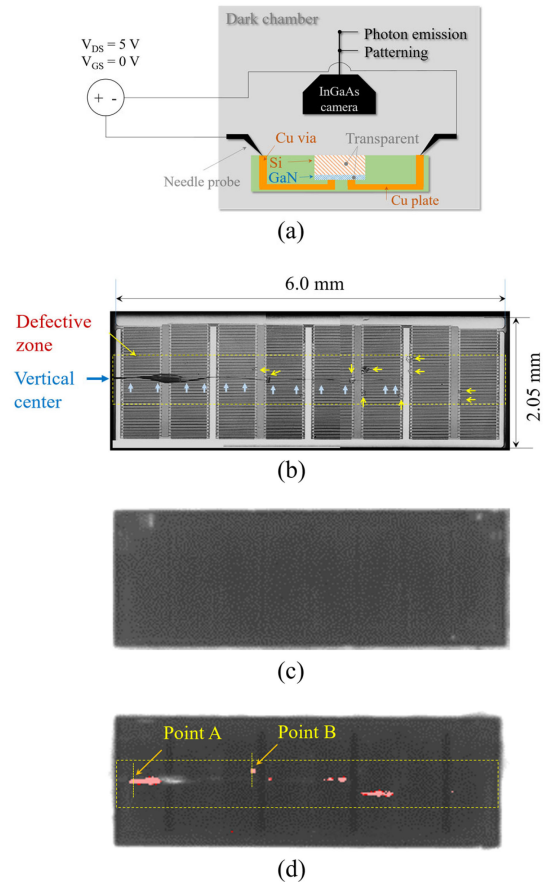 Dark chamber
V_DS = 5 V
V_GS = 0 V
Photon emission
Patterning
+ -
InGaAs
camera
Cu via
Transparent
Si
GaN
Needle probe
Cu plate
(a)
6.0 mm
Defective
zone
Vertical
center
2.05 mm
(b)
(c)
Point A
Point B
(d)